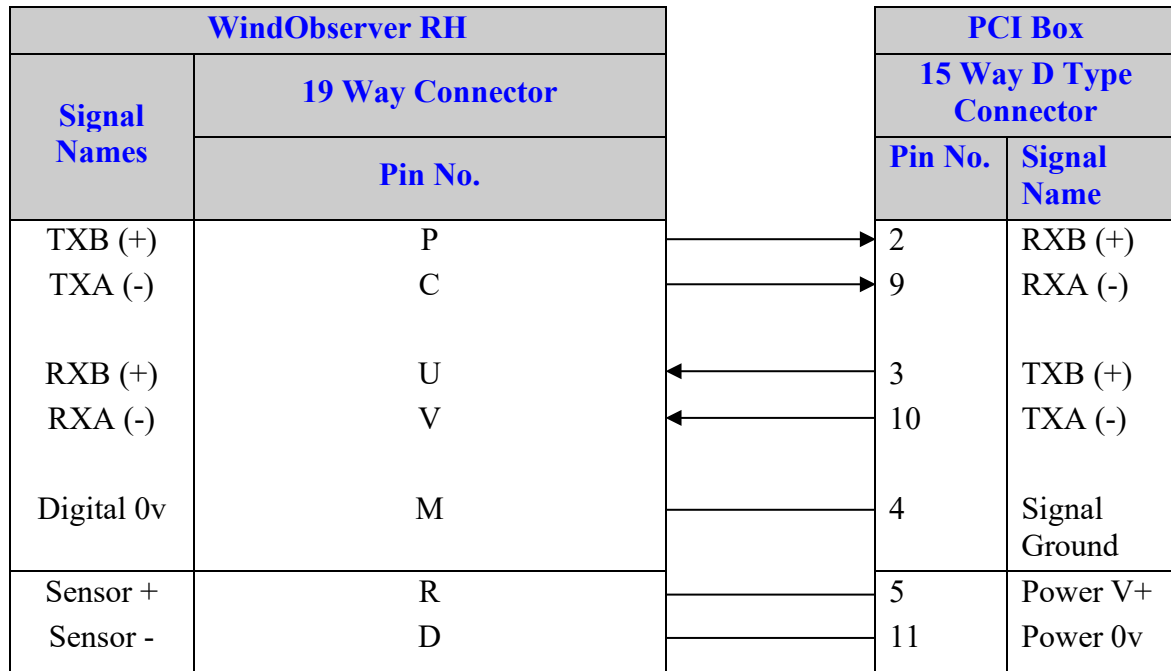 WindObserver RH PCI Box
Signal Names 19 Way Connector 15 Way D Type Connector
Pin No. Pin No. Signal Name
TXB (+) P 2 RXB (+)
TXA (-) C 9 RXA (-)
RXB (+) U 3 TXB (+)
RXA (-) V 10 TXA (-)
Digital 0v M 4 Signal Ground
Sensor + R 5 Power V+
Sensor - D 11 Power 0v